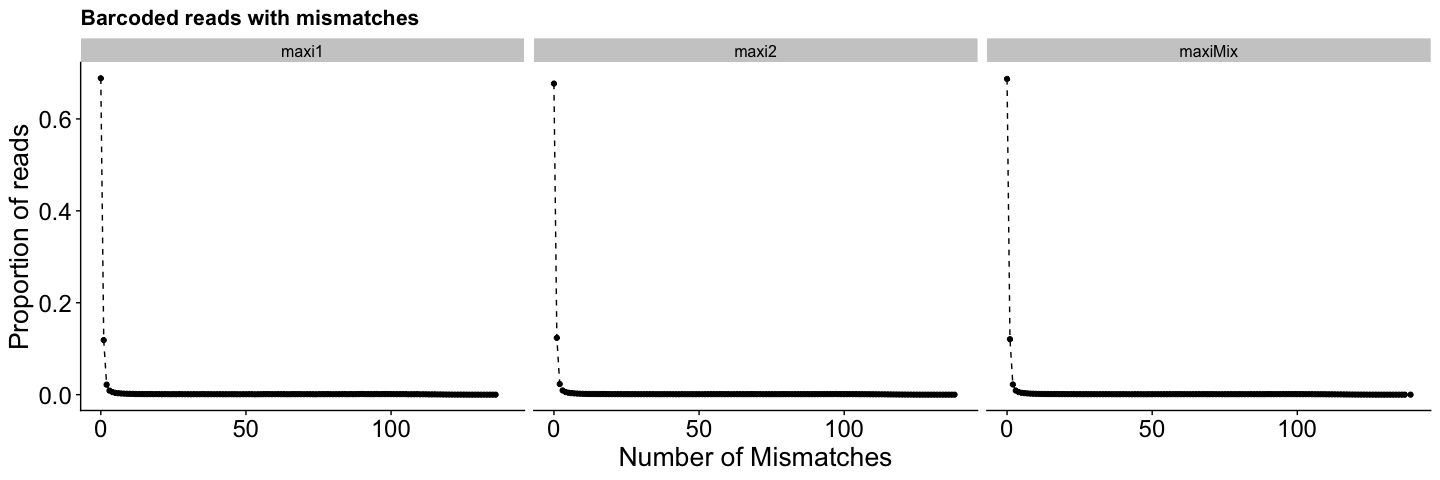 Barcoded reads with mismatches
maxi1 maxi2 maxiMix
Proportion of reads
0.6
0.4
0.2
0.0
0 50 100 0 50 100 0 50 100
Number of Mismatches